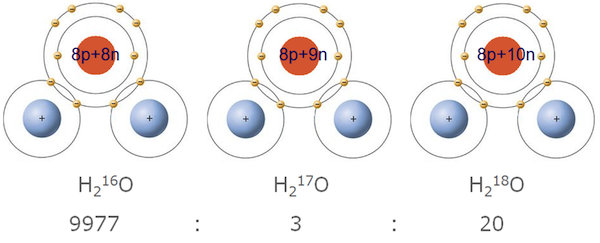 8p+8n 8p+9n 8p+10n
+ + + + + +
H₂¹⁶O H₂¹⁷O H₂¹⁸O
9977 : 3 : 20